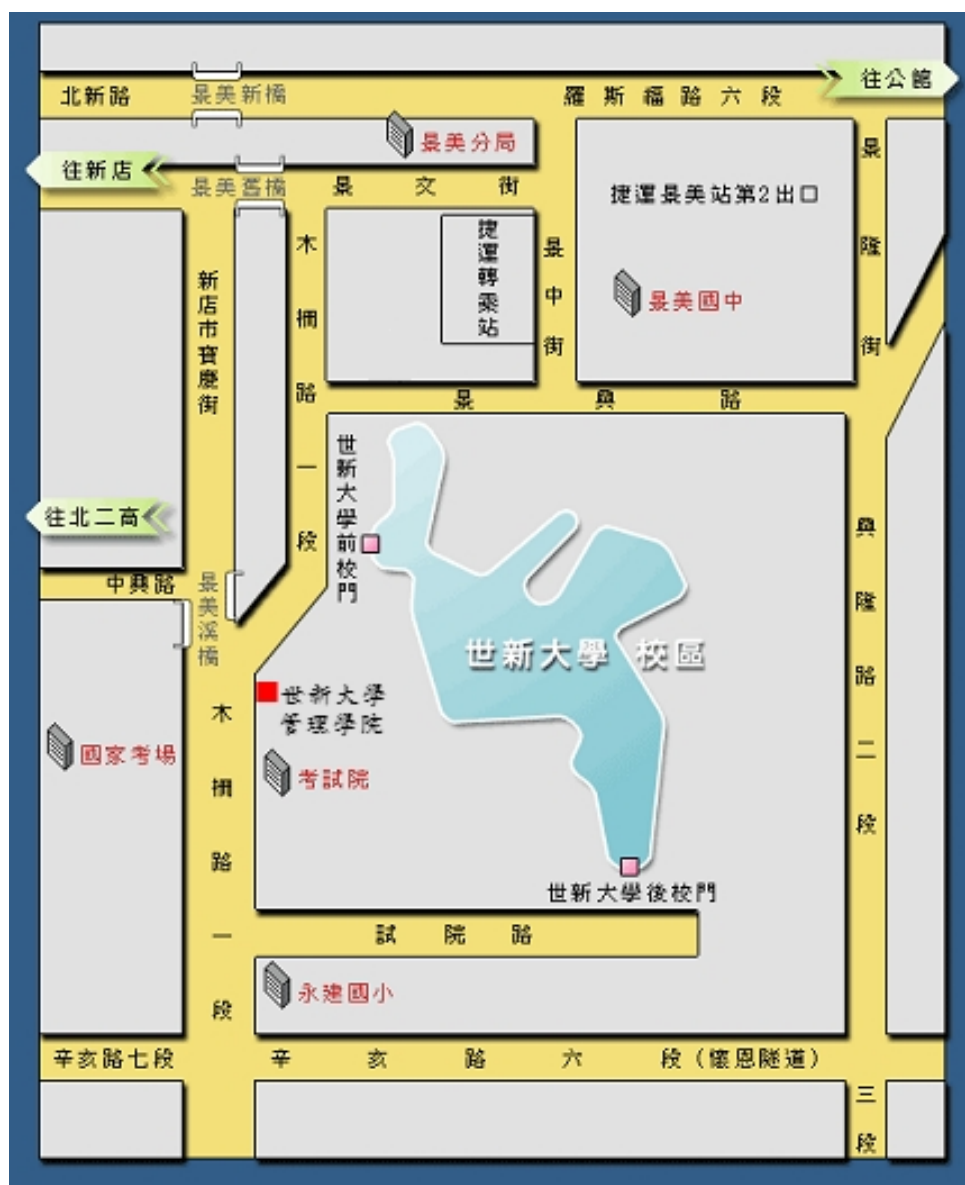 往公館
北新路
景美新橋
羅斯福路六段
景美分局
往新店
景美舊橋
景文街
捷運景美站第2出口
景隆街
捷運轉乘站
景中街
景美國中
木柵路一段
新店市寶慶街
景興路
世新大學前校門
往北二高
中興路
景美溪橋
世新大學 校區
興隆路二段
世新大學
管理學院
國家考場
考試院
木柵路一段
世新大學後校門
試院路
永建國小
辛亥路七段
辛亥路六段(懷恩隧道)
三段